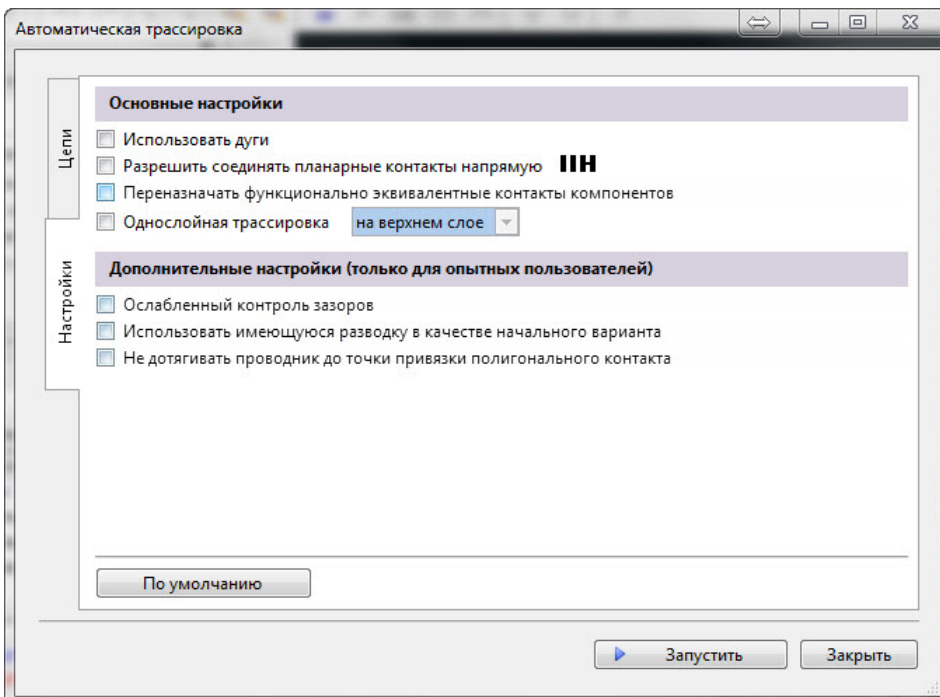 Автоматическая трассировка
Цепи
Настройки
Основные настройки
Использовать дуги
Разрешить соединять планарные контакты напрямую
Переназначать функционально эквивалентные контакты компонентов
Однослойная трассировка на верхнем слое
Дополнительные настройки (только для опытных пользователей)
Ослабленный контроль зазоров
Использовать имеющуюся разводку в качестве начального варианта
Не дотягивать проводник до точки привязки полигонального контакта
По умолчанию
Запустить Закрыть